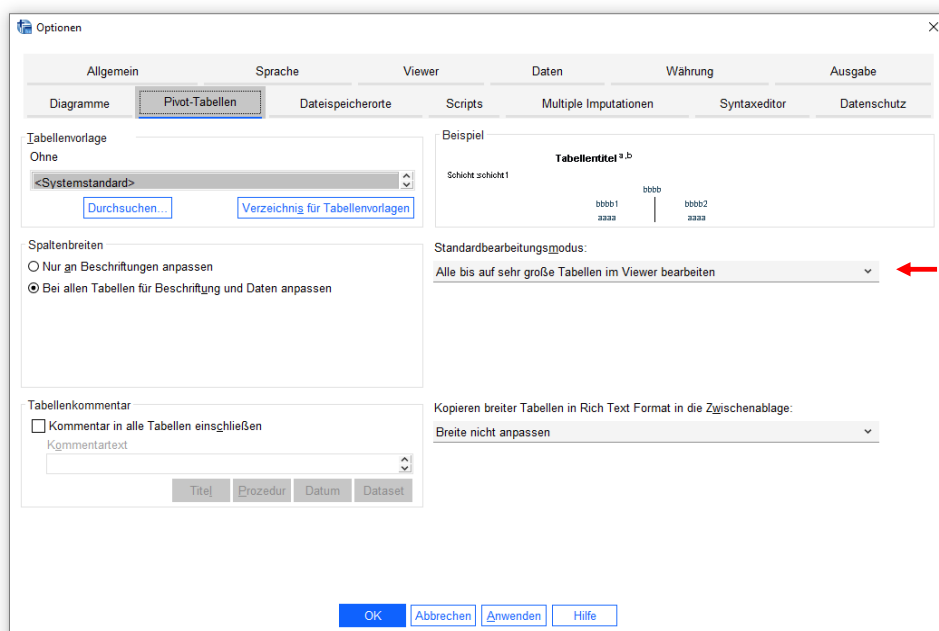 Optionen
Allgemein Sprache Viewer Daten Währung Ausgabe
Diagramme Pivot-Tabellen Dateispeicherorte Scripts Multiple Imputationen Syntaxeditor Datenschutz
Tabellenvorlage
Ohne
<Systemstandard>
Durchsuchen... Verzeichnis für Tabellenvorlagen
Beispiel
Tabellentitel a,b
Schicht :schicht1
bbbb
bbbb1 bbbb2
aaaa aaaa
Spaltenbreiten
Nur an Beschriftungen anpassen
Bei allen Tabellen für Beschriftung und Daten anpassen
Standardbearbeitungsmodus:
Alle bis auf sehr große Tabellen im Viewer bearbeiten
Tabellenkommentar
Kommentar in alle Tabellen einschließen
Kommentartext
Titel Prozedur Datum Dataset
Kopieren breiter Tabellen in Rich Text Format in die Zwischenablage:
Breite nicht anpassen
OK Abbrechen Anwenden Hilfe